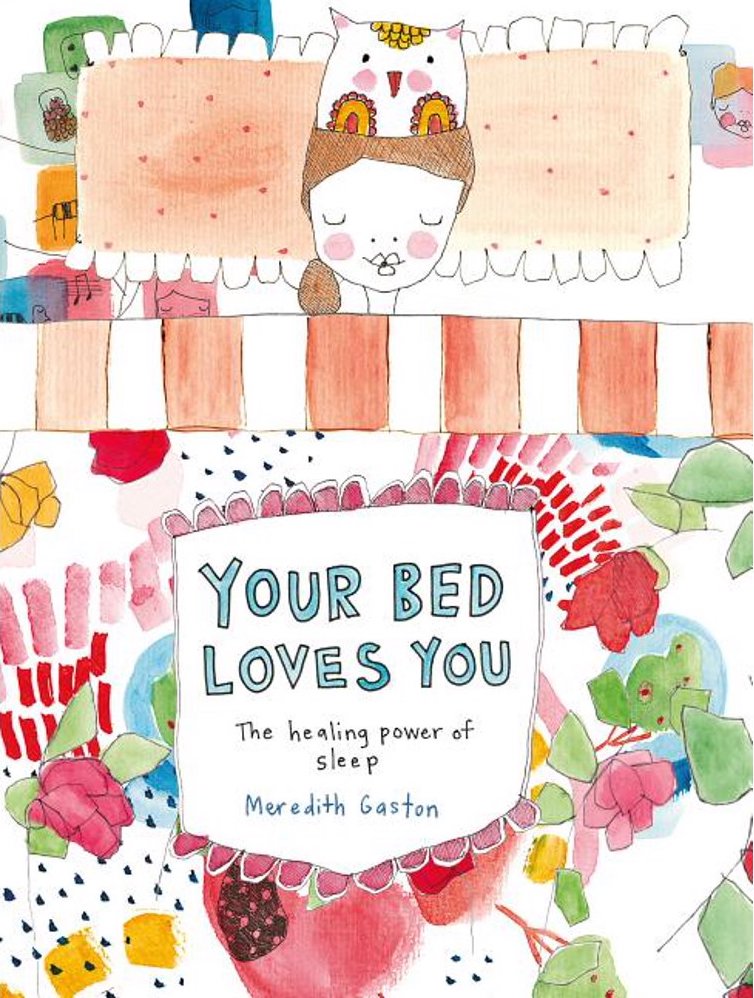 YOUR BED
LOVES YOU
The healing power of
sleep
Meredith Gaston